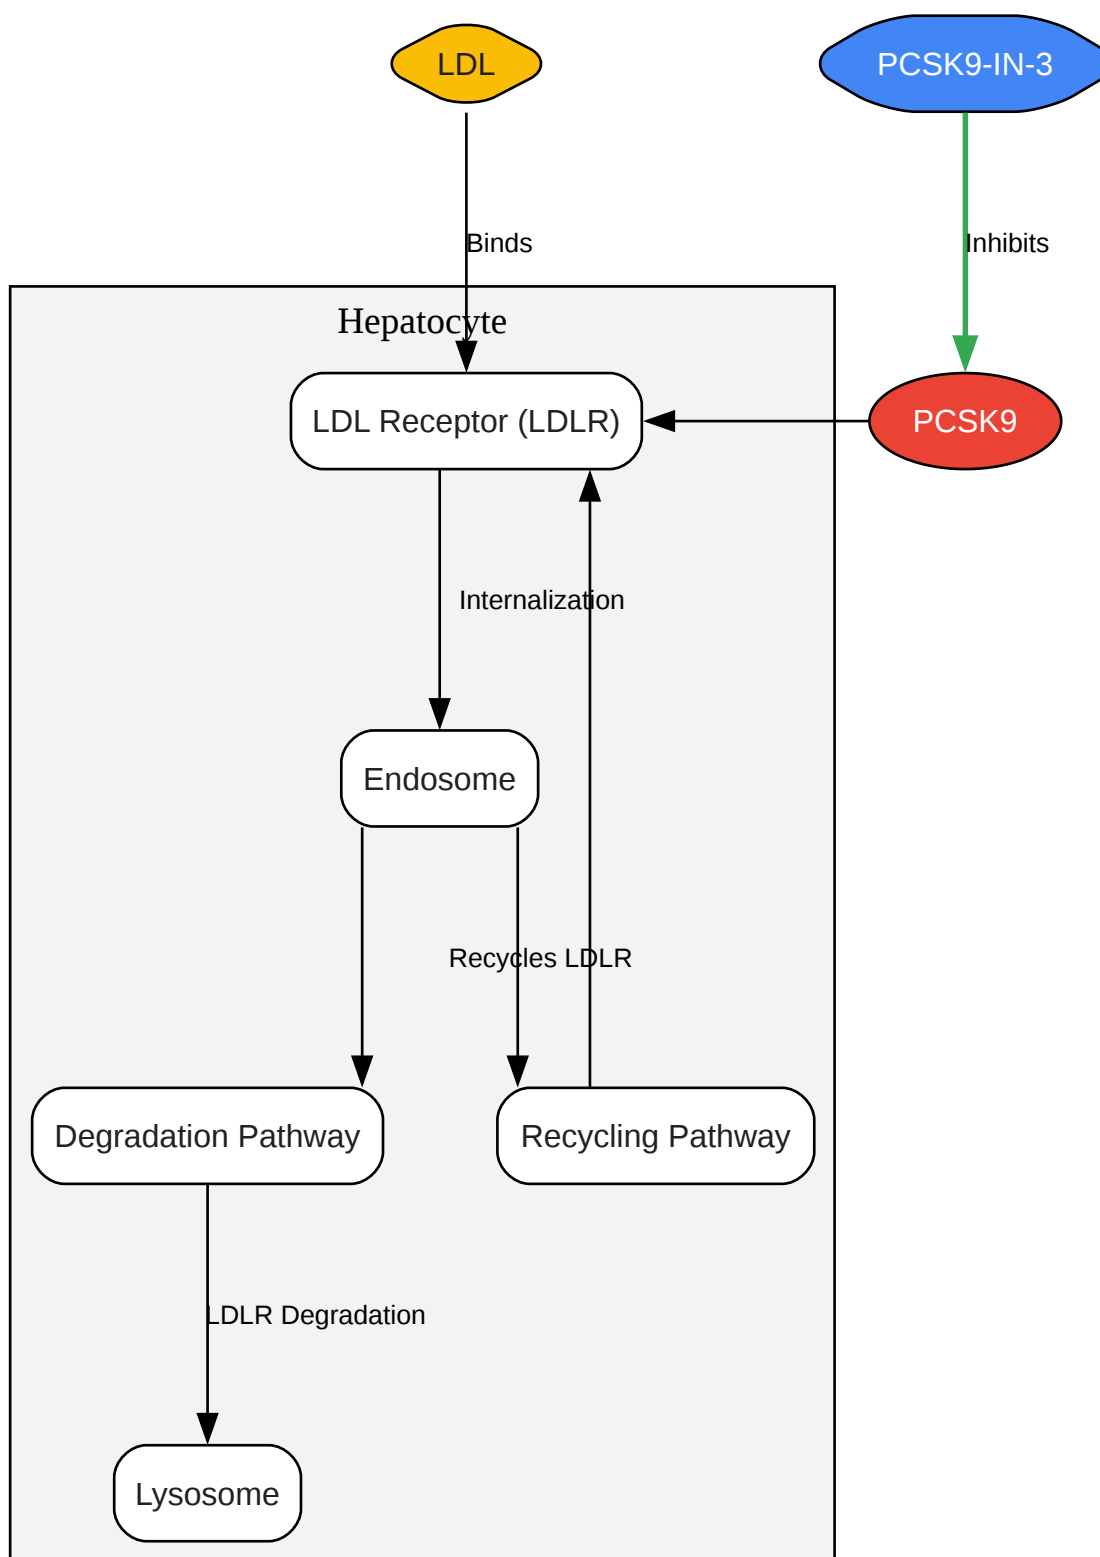 LDL
PCSK9-IN-3
Binds
Inhibits
Hepatocyte
LDL Receptor (LDLR)
PCSK9
Internalization
Endosome
Recycles LDLR
Degradation Pathway
Recycling Pathway
LDLR Degradation
Lysosome